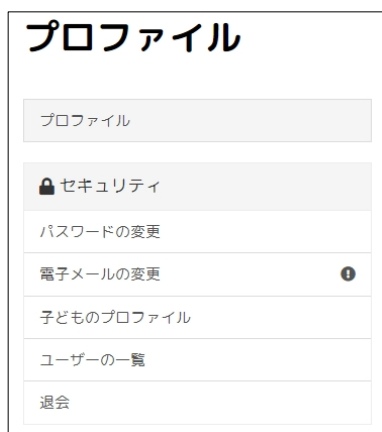 プロファイル
プロファイル
セキュリティ
パスワードの変更
電子メールの変更
子どものプロファイル
ユーザーの一覧
退会